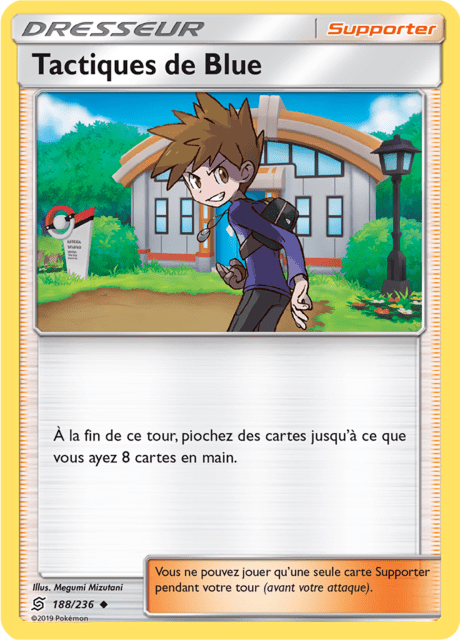 DRESSEUR
Supporter
Tactiques de Blue
À la fin de ce tour, piochez des cartes jusqu'à ce que
vous ayez 8 cartes en main.
Vous ne pouvez jouer qu'une seule carte Supporter
pendant votre tour (avant votre attaque).
Illus. Megumi Mizutani
188/236
©2019 Pokémon